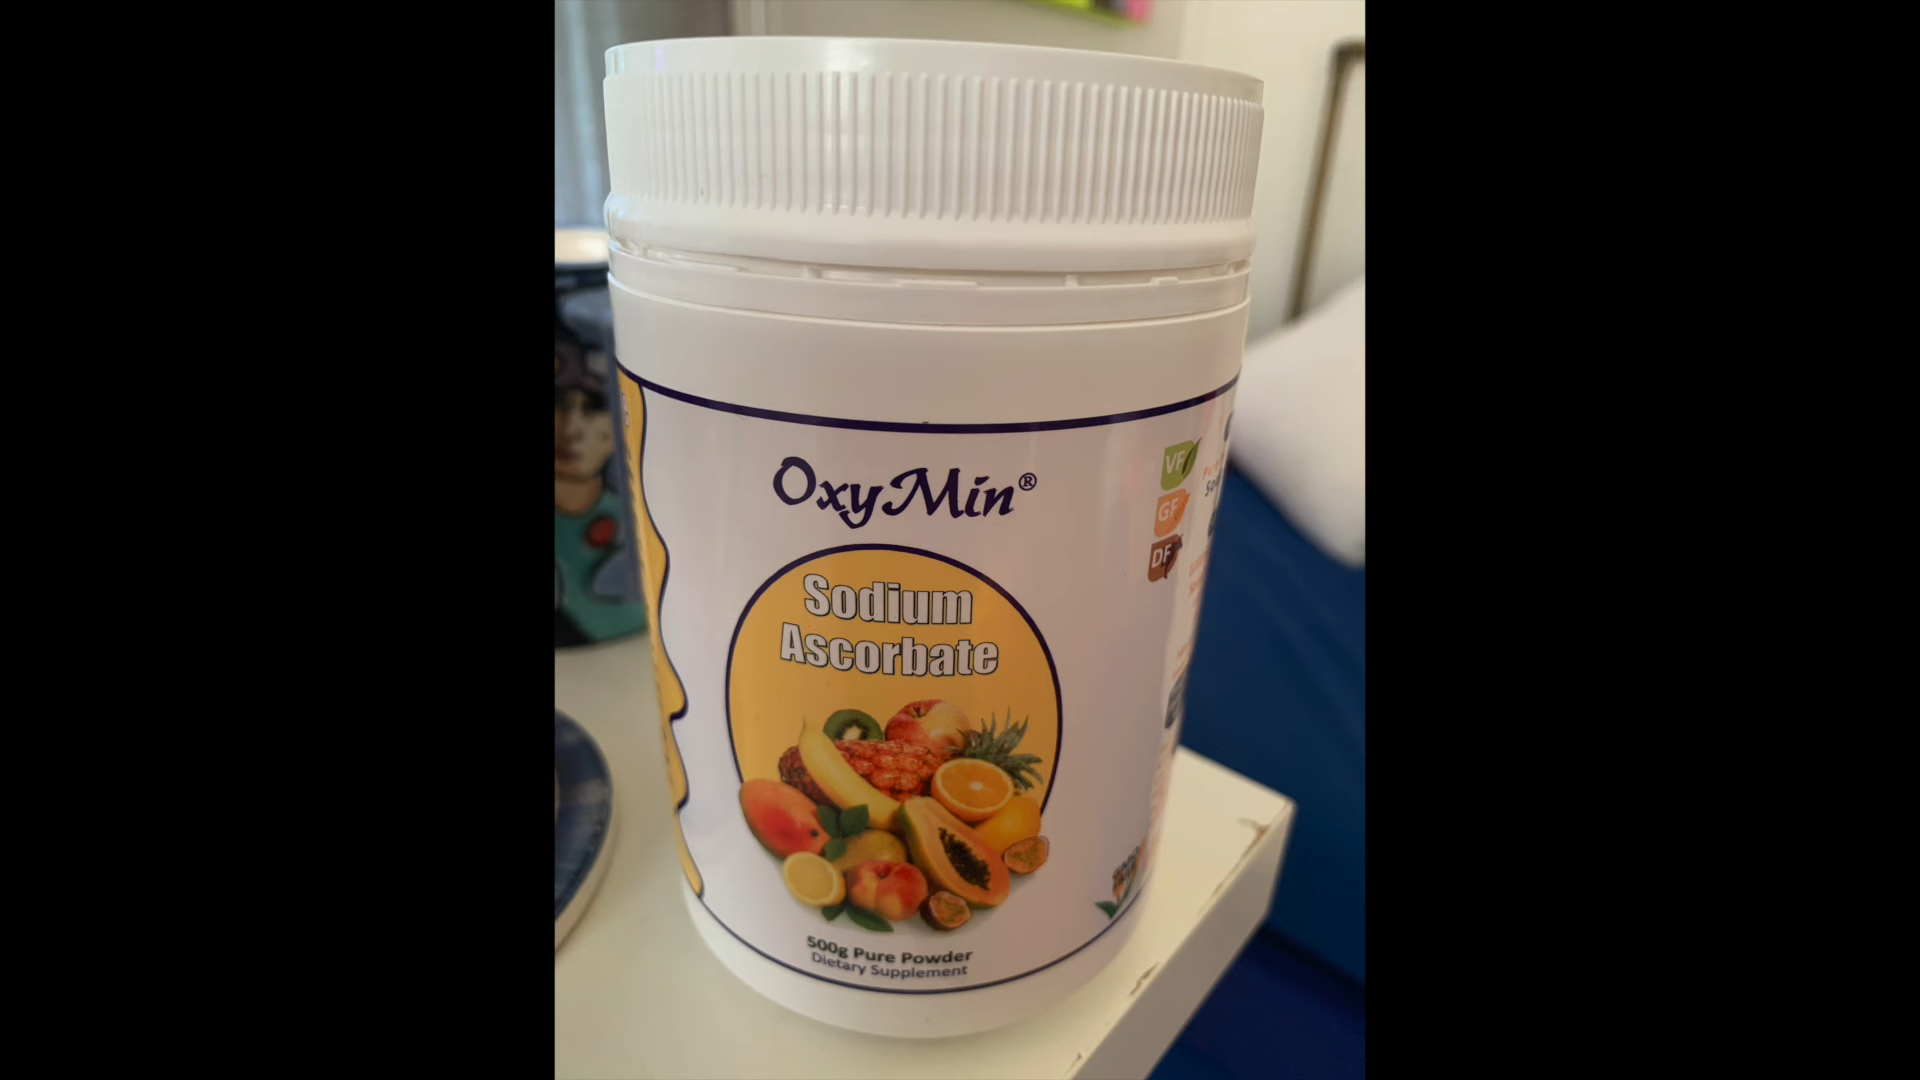 OxyMin®
VF
GF
DF
Sodium
Ascorbate
500g Pure Powder
Dietary Supplement